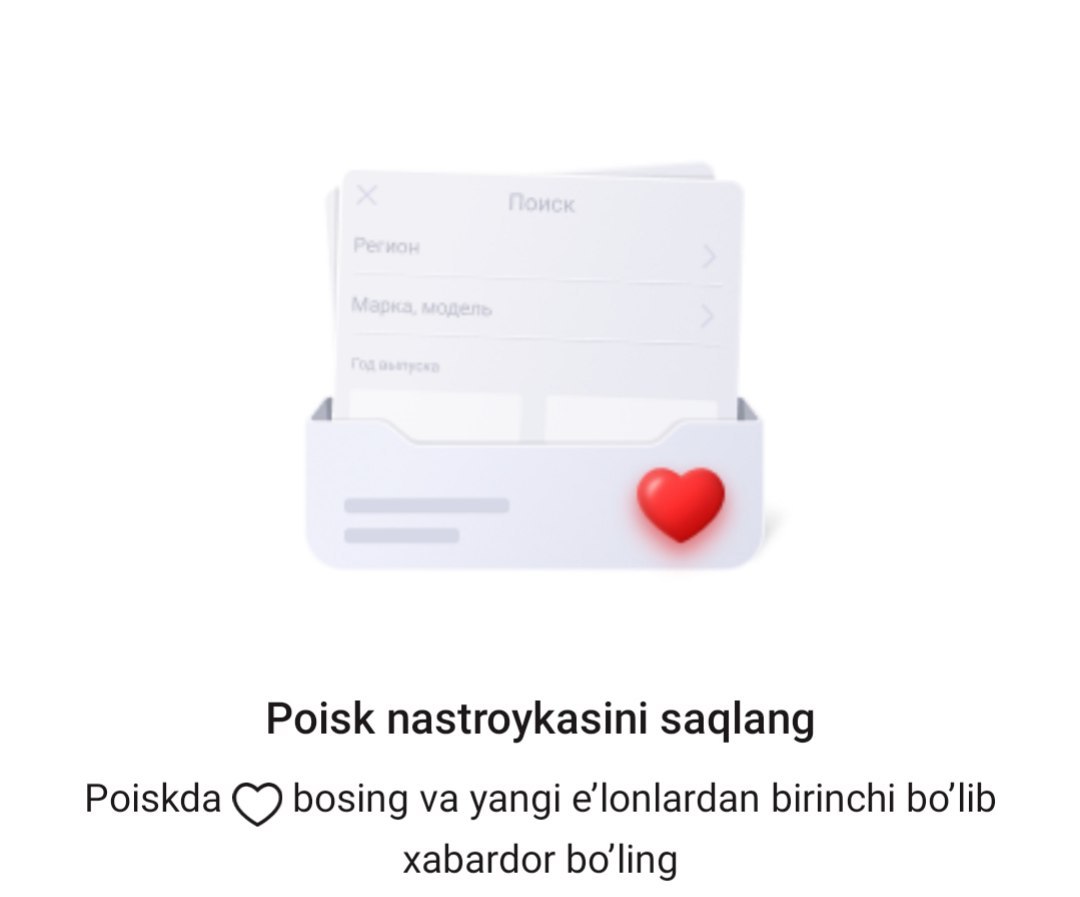 Поиск
Регион
Марка, модель
Год выпуска
Poisk nastroykasini saqlang
Poiskda bosing va yangi e’lonlardan birinchi bo’lib
xabardor bo’ling